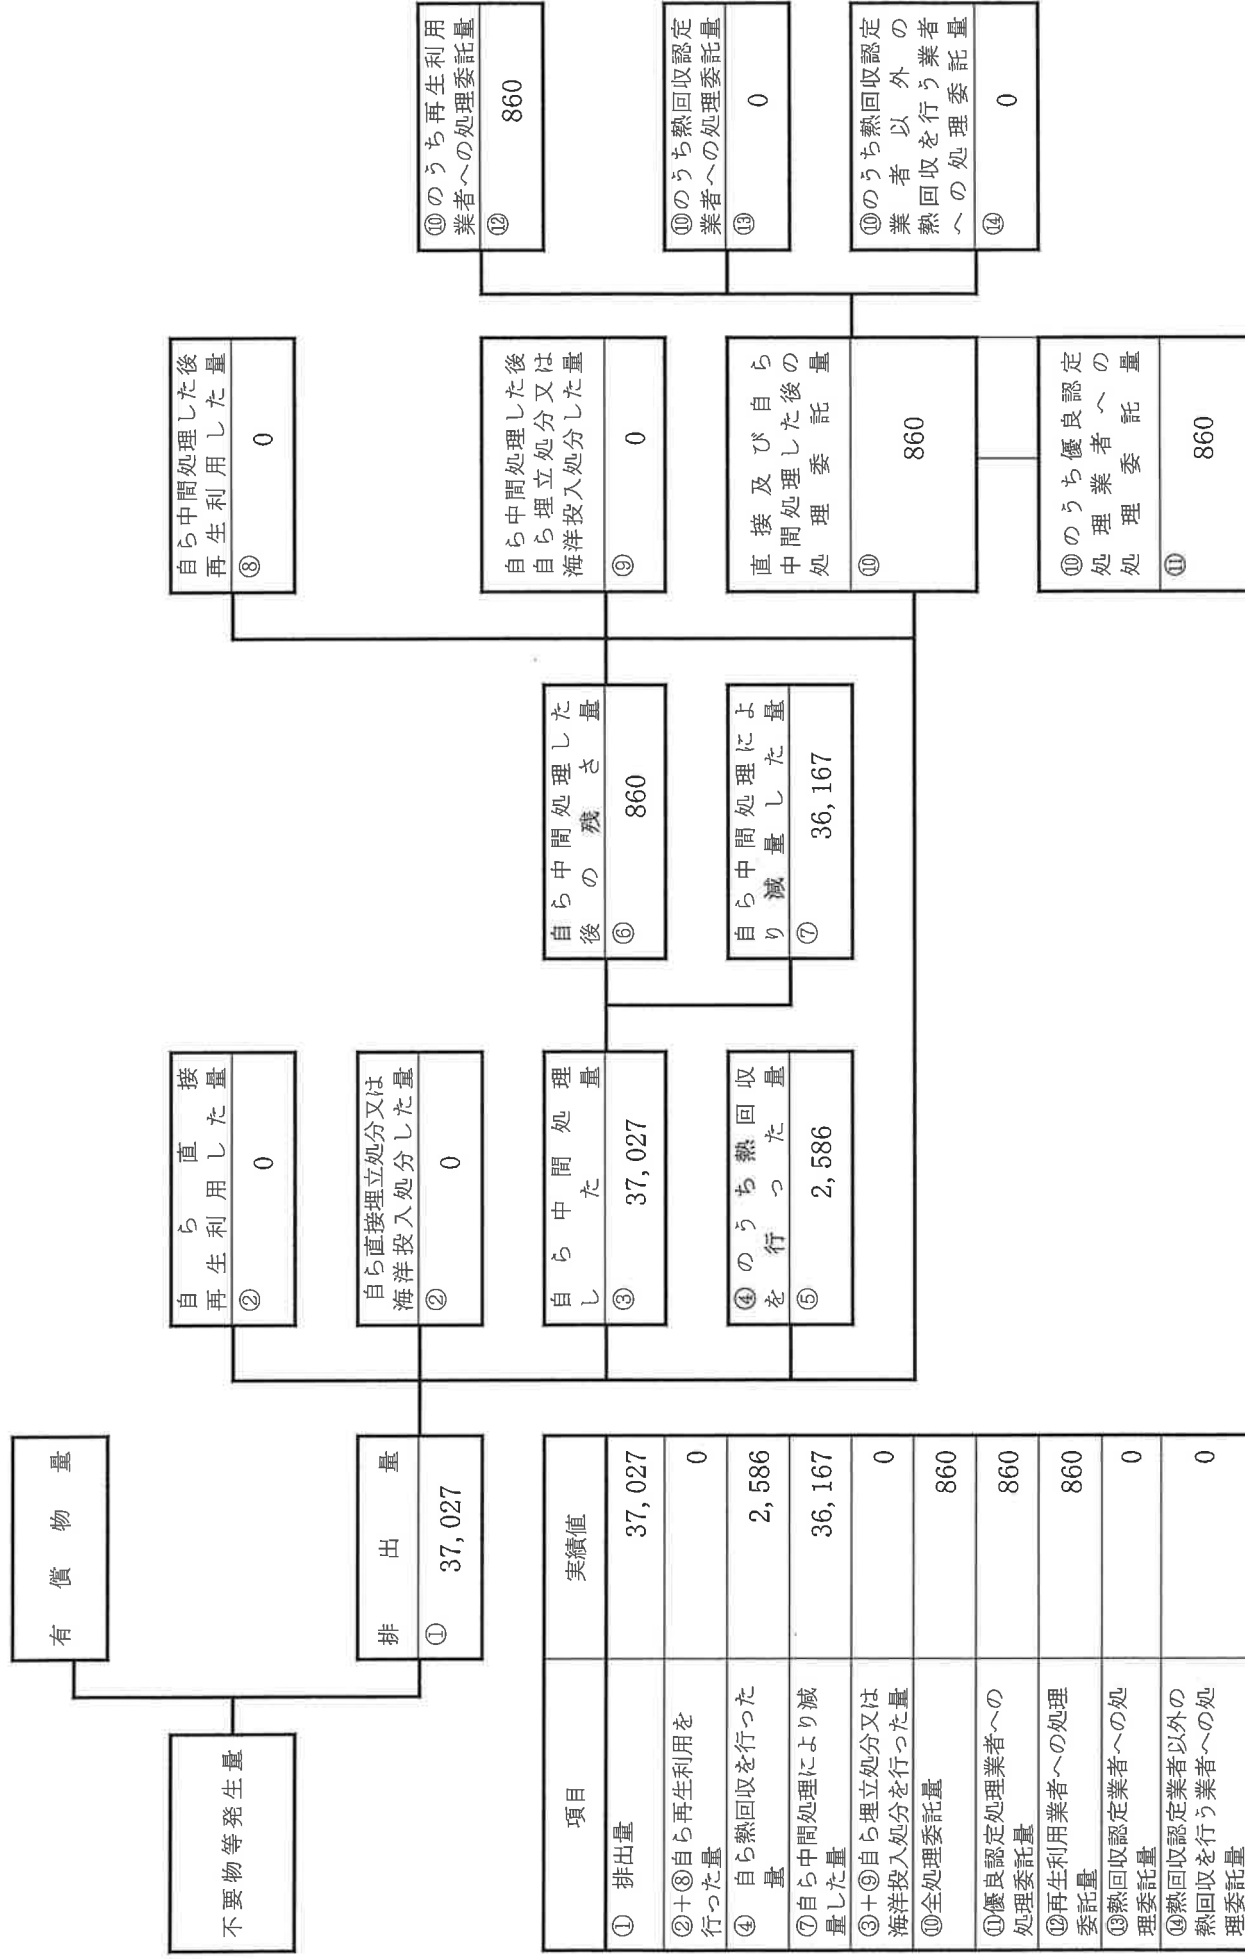 不要物等発生量
有償物量
排出量
① 37,027
自ら直接
再生利用した量
② 0
自ら直接埋立処分又は
海洋投入処分した量
② 0
自ら中間処理
した量
③ 37,027
④のうち熱回収
を行った量
⑤ 2,586
自ら中間処理した
後の残さ量
⑥ 860
自ら中間処理によ
り減量した量
⑦ 36,167
自ら中間処理した後
再生利用した量
⑧ 0
自ら中間処理した後
自ら埋立処分又は
海洋投入処分した量
⑨ 0
直接及び自ら
中間処理した後の
処理委託量
⑩ 860
⑩のうち優良認定
処理業者への
処理委託量
⑪ 860
⑩のうち再生利用
業者への処理委託量
⑫ 860
⑩のうち熱回収認定
業者への処理委託量
⑬ 0
⑩のうち熱回収認定
業者以外の
熱回収を行う業者
への処理委託量
⑭ 0
項目 実績値
① 排出量 37,027
②+⑧自ら再生利用を
行った量 0
④ 自ら熱回収を行った
量 2,586
⑦自ら中間処理により減
量した量 36,167
③+⑨自ら埋立処分又は
海洋投入処分を行った量 0
⑩全処理委託量 860
⑪優良認定処理業者への
処理委託量 860
⑫再生利用業者への処理
委託量 860
⑬熱回収認定業者への処
理委託量 0
⑭熱回収認定業者以外の
熱回収を行う業者への処
理委託量 0